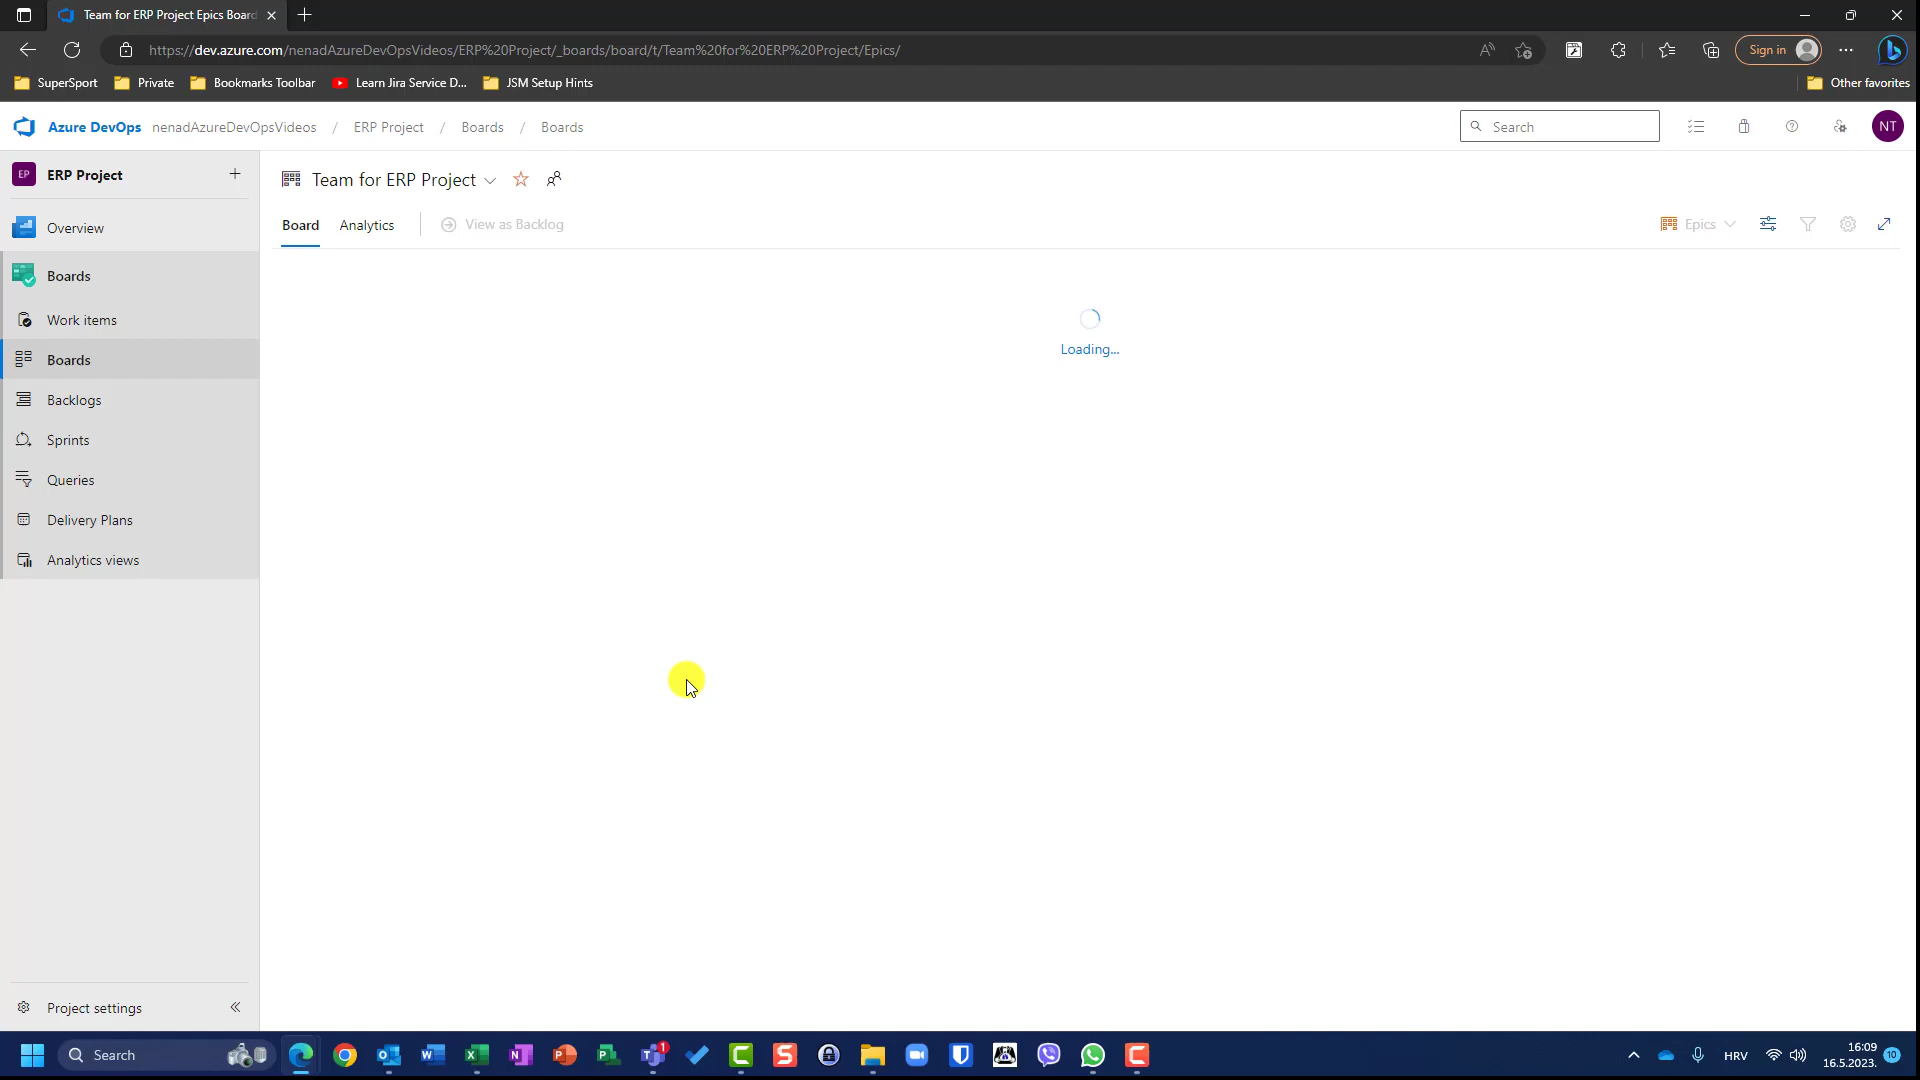 Team for ERP Project Epics Board
https://dev.azure.com/nenadAzureDevOpsVideos/ERP%20Project/_boards/board/t/Team%20for%20ERP%20Project/Epics/
Sign in
SuperSport
Private
Bookmarks Toolbar
Learn Jira Service D...
JSM Setup Hints
Other favorites
Azure DevOps nenadAzureDevOpsVideos / ERP Project / Boards / Boards
Search
NT
EP ERP Project
Team for ERP Project
Overview
Board Analytics View as Backlog
Epics
Boards
Work items
Loading...
Boards
Backlogs
Sprints
Queries
Delivery Plans
Analytics views
Project settings
Search
1
HRV
16:09
16.5.2023.
10